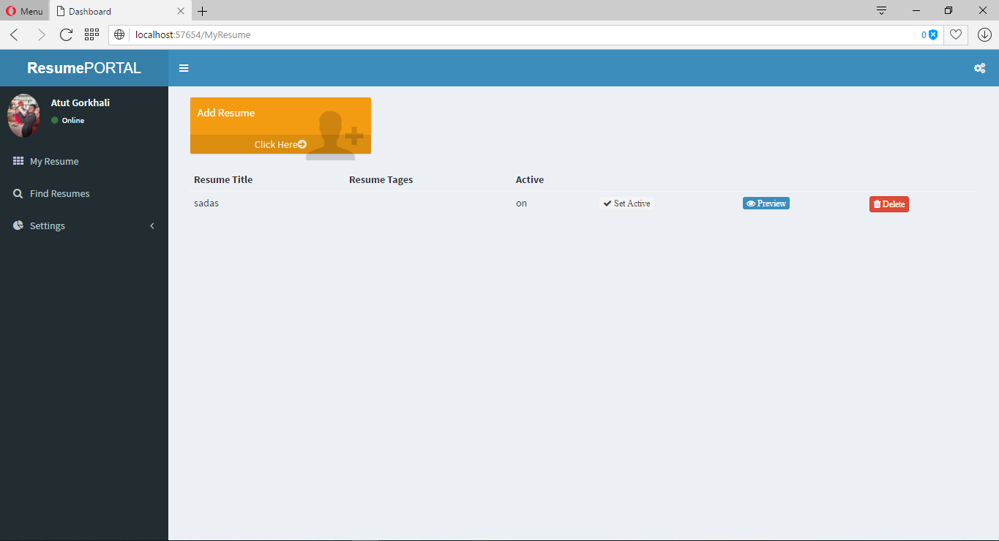 Menu Dashboard
localhost:57654/MyResume 0
ResumePORTAL
Atut Gorkhali
Online
My Resume
Find Resumes
Settings
Add Resume
Click Here
Resume Title Resume Tages Active
sadas on Set Active Preview Delete